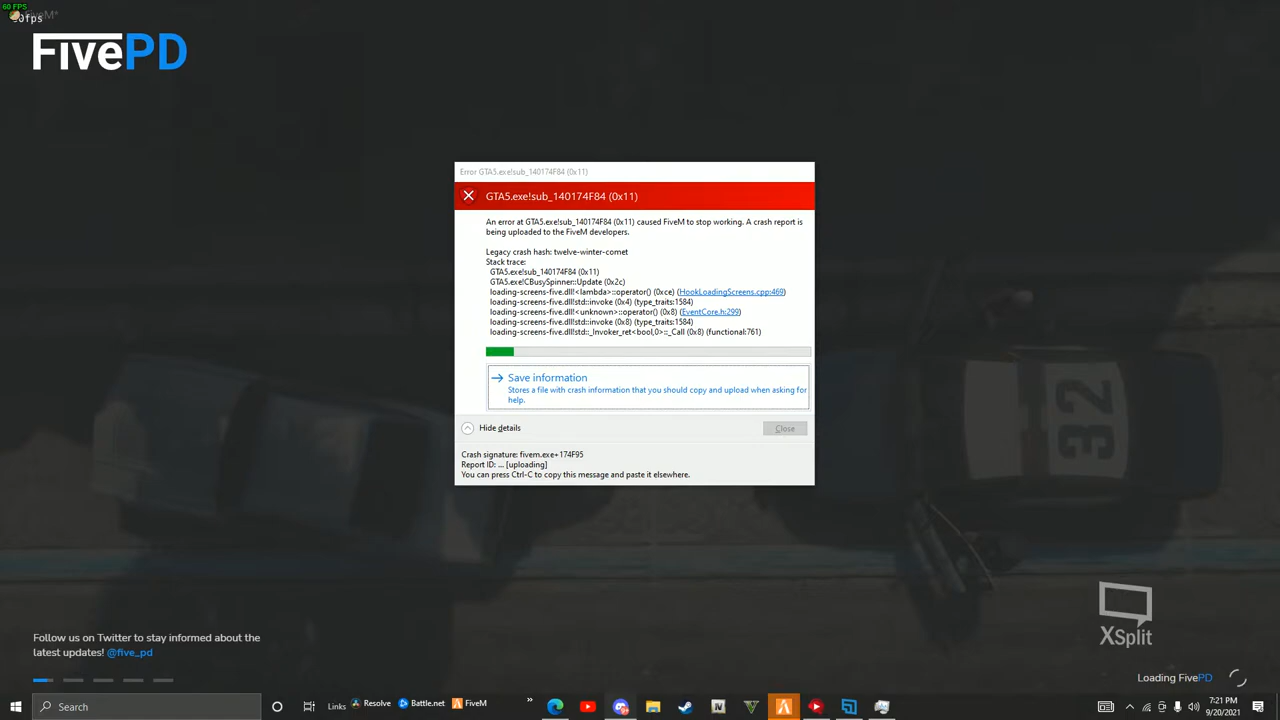 60 FPS
FiveM*
FivePD
Error GTA5.exe!sub_140174F84 (0x11)
GTA5.exe!sub_140174F84 (0x11)
An error at GTA5.exe!sub_140174F84 (0x11) caused FiveM to stop working. A crash report is
being uploaded to the FiveM developers.
Legacy crash hash: twelve-winter-comet
Stack trace:
GTA5.exe!sub_140174F84 (0x11)
GTA5.exe!CBusySpinner::Update (0x2c)
loading-screens-five.dll!<lambda>::operator() (0xce) (HookLoadingScreens.cpp:469)
loading-screens-five.dll!std::invoke (0x4) (type_traits:1584)
loading-screens-five.dll!<unknown>::operator() (0x8) (EventCore.h:299)
loading-screens-five.dll!std::invoke (0x8) (type_traits:1584)
loading-screens-five.dll!std::_Invoker_ret<bool,0>::_Call (0x8) (functional:761)
Save information
Stores a file with crash information that you should copy and upload when asking for
help.
Hide details
Close
Crash signature: fivem.exe+174F95
Report ID: ... [uploading]
You can press Ctrl-C to copy this message and paste it elsewhere.
32
XSplit
Follow us on Twitter to stay informed about the
latest updates! @five_pd
Loading FivePD
Search
Links
Resolve
Battle.net
FiveM
»
7:21 PM
9/20/2021